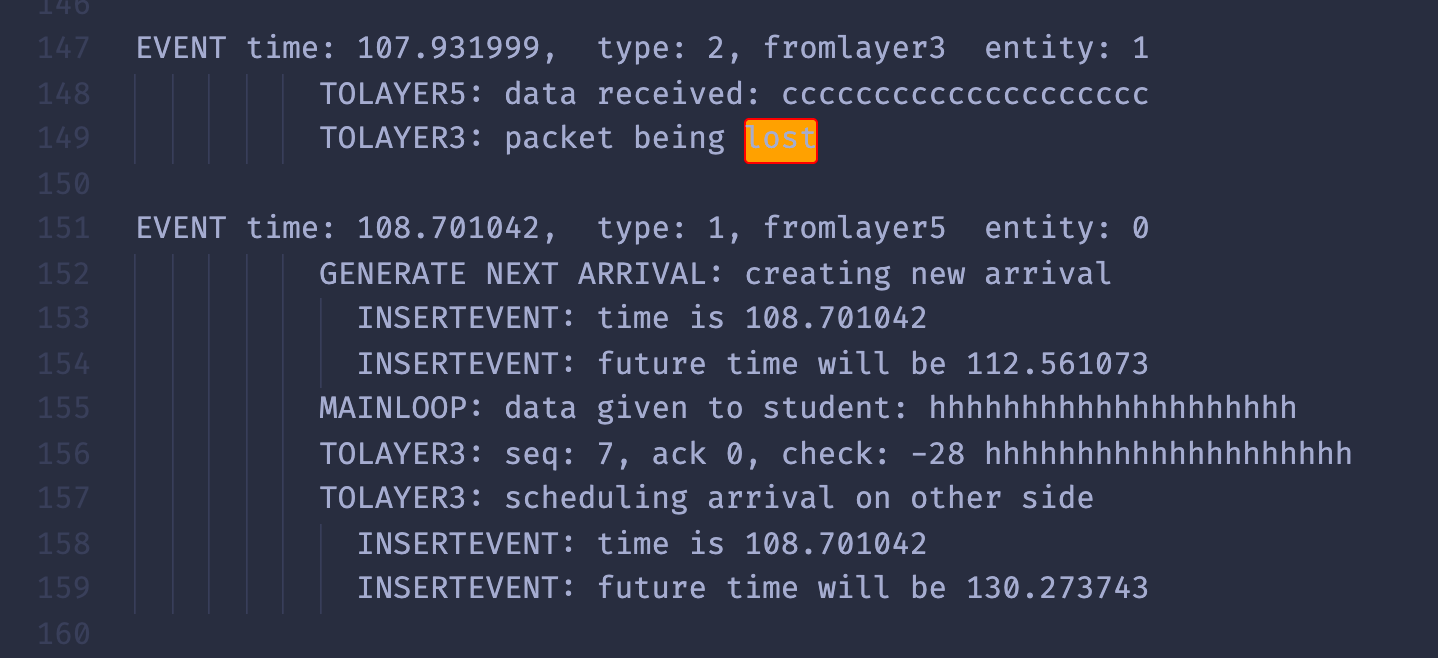 146
147 EVENT time: 107.931999,  type: 2, fromlayer3  entity: 1
148 TOLAYER5: data received: cccccccccccccccccccc
149 TOLAYER3: packet being lost
150
151 EVENT time: 108.701042,  type: 1, fromlayer5  entity: 0
152 GENERATE NEXT ARRIVAL: creating new arrival
153 INSERTEVENT: time is 108.701042
154 INSERTEVENT: future time will be 112.561073
155 MAINLOOP: data given to student: hhhhhhhhhhhhhhhhhhhh
156 TOLAYER3: seq: 7, ack 0, check: -28 hhhhhhhhhhhhhhhhhhhh
157 TOLAYER3: scheduling arrival on other side
158 INSERTEVENT: time is 108.701042
159 INSERTEVENT: future time will be 130.273743
160